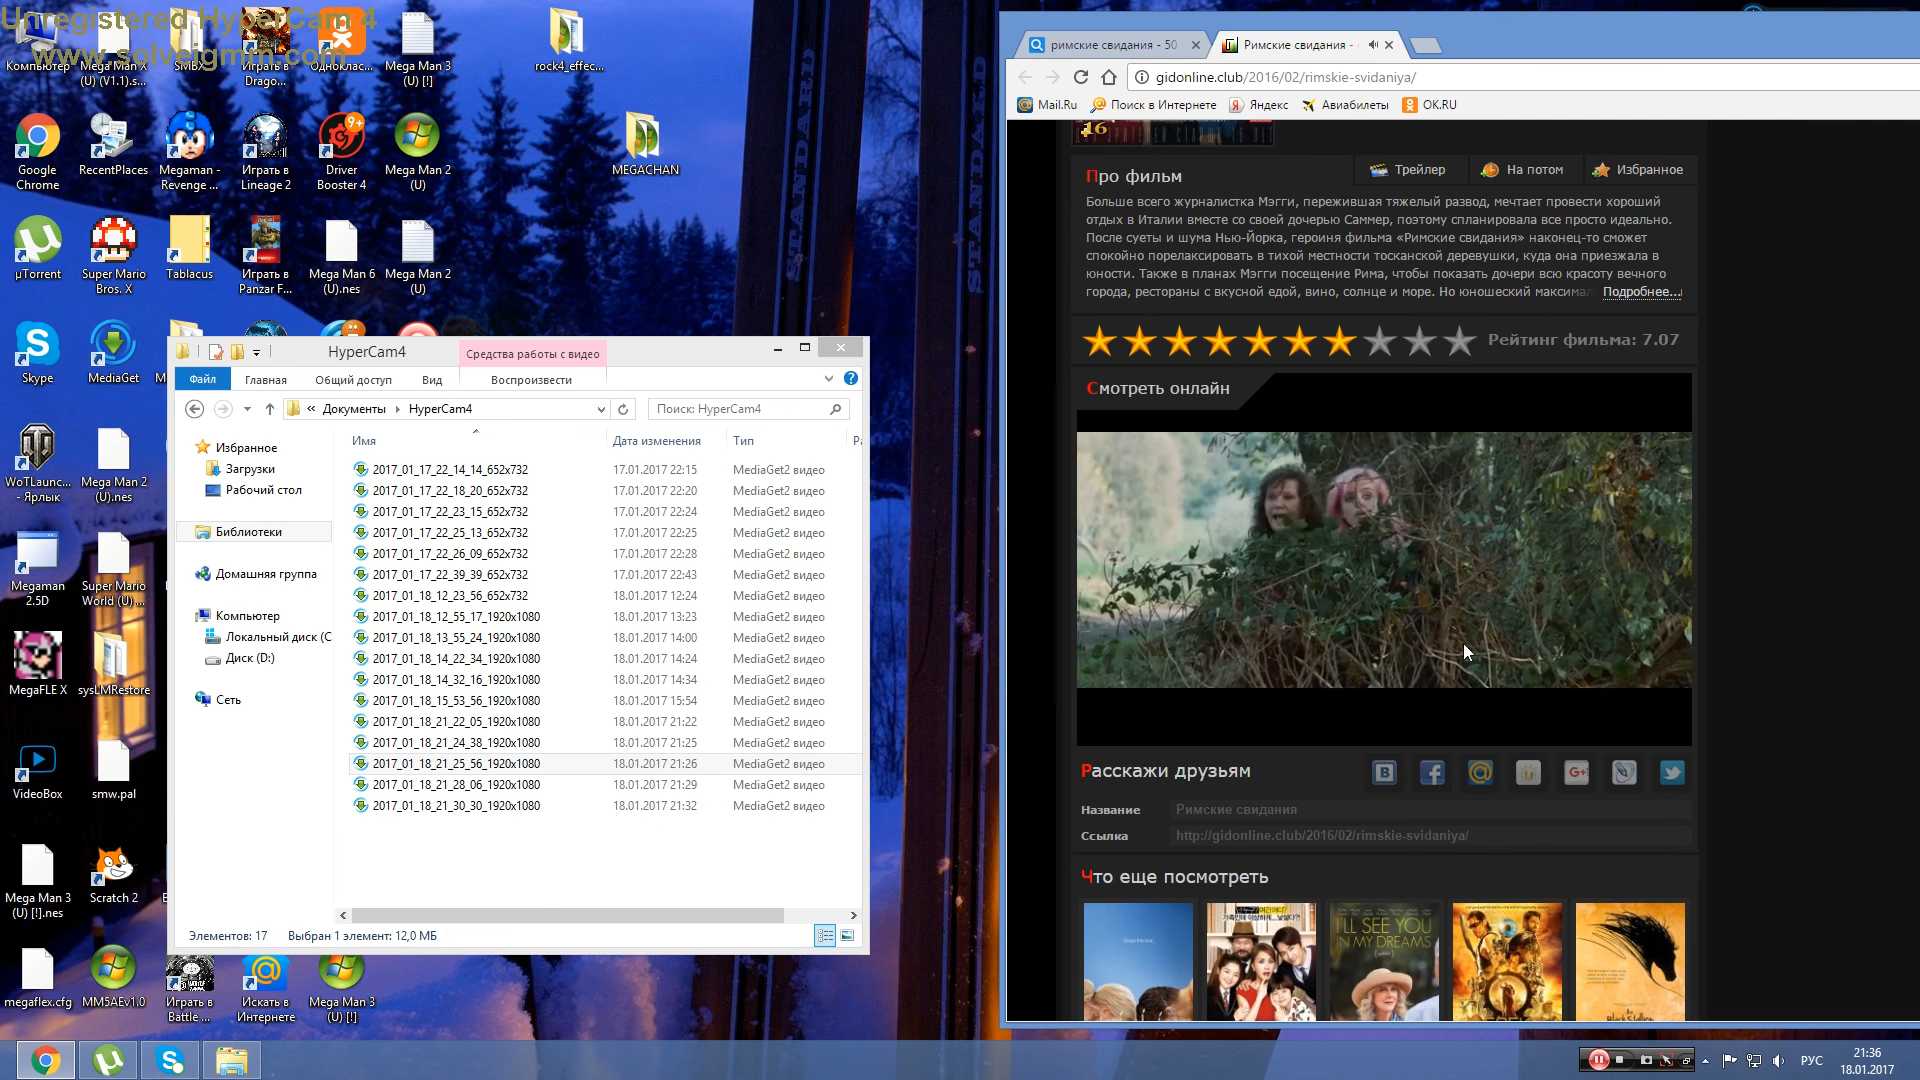 Unregistered HyperCam 4
www.solveigmm.com
Компьютер
Mega Man X (U) (V1.1).s...
SMBX
Играть в Drago...
Одноклас...
Mega Man 3 (U) [!]
rock4_effec...
Google Chrome
RecentPlaces
Megaman - Revenge ...
Играть в Lineage 2
9+
Driver Booster 4
Mega Man 2 (U)
MEGACHAN
µTorrent
Super Mario Bros. X
Tablacus
Играть в Panzar F...
Mega Man 6 (U).nes
Mega Man 2 (U)
Skype
MediaGet
WoTLaunc... - Ярлык
Mega Man 2 (U).nes
Megaman 2.5D
Super Mario World (U) ...
MegaFLE X
sysLMRestore
VideoBox
smw.pal
Mega Man 3 (U) [!].nes
Scratch 2
megaflex.cfg
MM5AEv1.0
Играть в Battle ...
Искать в Интернете
Mega Man 3 (U) [!]
STANDARD
STANDARD
HyperCam4
Средства работы с видео
Файл
Главная
Общий доступ
Вид
Воспроизвести
« Документы
HyperCam4
Поиск: HyperCam4
Имя
Дата изменения
Тип
Ра
Избранное
Загрузки
Рабочий стол
Библиотеки
Домашняя группа
Компьютер
Локальный диск (C
Диск (D:)
Сеть
2017_01_17_22_14_14_652x732 17.01.2017 22:15 MediaGet2 видео
2017_01_17_22_18_20_652x732 17.01.2017 22:20 MediaGet2 видео
2017_01_17_22_23_15_652x732 17.01.2017 22:24 MediaGet2 видео
2017_01_17_22_25_13_652x732 17.01.2017 22:25 MediaGet2 видео
2017_01_17_22_26_09_652x732 17.01.2017 22:28 MediaGet2 видео
2017_01_17_22_39_39_652x732 17.01.2017 22:43 MediaGet2 видео
2017_01_18_12_23_56_652x732 18.01.2017 12:24 MediaGet2 видео
2017_01_18_12_55_17_1920x1080 18.01.2017 13:23 MediaGet2 видео
2017_01_18_13_55_24_1920x1080 18.01.2017 14:00 MediaGet2 видео
2017_01_18_14_22_34_1920x1080 18.01.2017 14:24 MediaGet2 видео
2017_01_18_14_32_16_1920x1080 18.01.2017 14:34 MediaGet2 видео
2017_01_18_15_53_56_1920x1080 18.01.2017 15:54 MediaGet2 видео
2017_01_18_21_22_05_1920x1080 18.01.2017 21:22 MediaGet2 видео
2017_01_18_21_24_38_1920x1080 18.01.2017 21:25 MediaGet2 видео
2017_01_18_21_25_56_1920x1080 18.01.2017 21:26 MediaGet2 видео
2017_01_18_21_28_06_1920x1080 18.01.2017 21:29 MediaGet2 видео
2017_01_18_21_30_30_1920x1080 18.01.2017 21:32 MediaGet2 видео
Элементов: 17
Выбран 1 элемент: 12,0 МБ
римские свидания - 50
Римские свидания -
gidonline.club/2016/02/rimskie-svidaniya/
Mail.Ru
Поиск в Интернете
Яндекс
Авиабилеты
OK.RU
16
Про фильм
Трейлер
На потом
Избранное
Больше всего журналистка Мэгги, пережившая тяжелый развод, мечтает провести хороший
отдых в Италии вместе со своей дочерью Саммер, поэтому спланировала все просто идеально.
После суеты и шума Нью-Йорка, героиня фильма «Римские свидания» наконец-то сможет
спокойно порелаксировать в тихой местности тосканской деревушки, куда она приезжала в
юности. Также в планах Мэгги посещение Рима, чтобы показать дочери всю красоту вечного
города, рестораны с вкусной едой, вино, солнце и море. Но юношеский максимал Подробнее...
Рейтинг фильма: 7.07
Смотреть онлайн
Расскажи друзьям
Название
Римские свидания
Ссылка
http://gidonline.club/2016/02/rimskie-svidaniya/
Что еще посмотреть
I'LL SEE YOU
IN MY DREAMS
РУС
21:36
18.01.2017